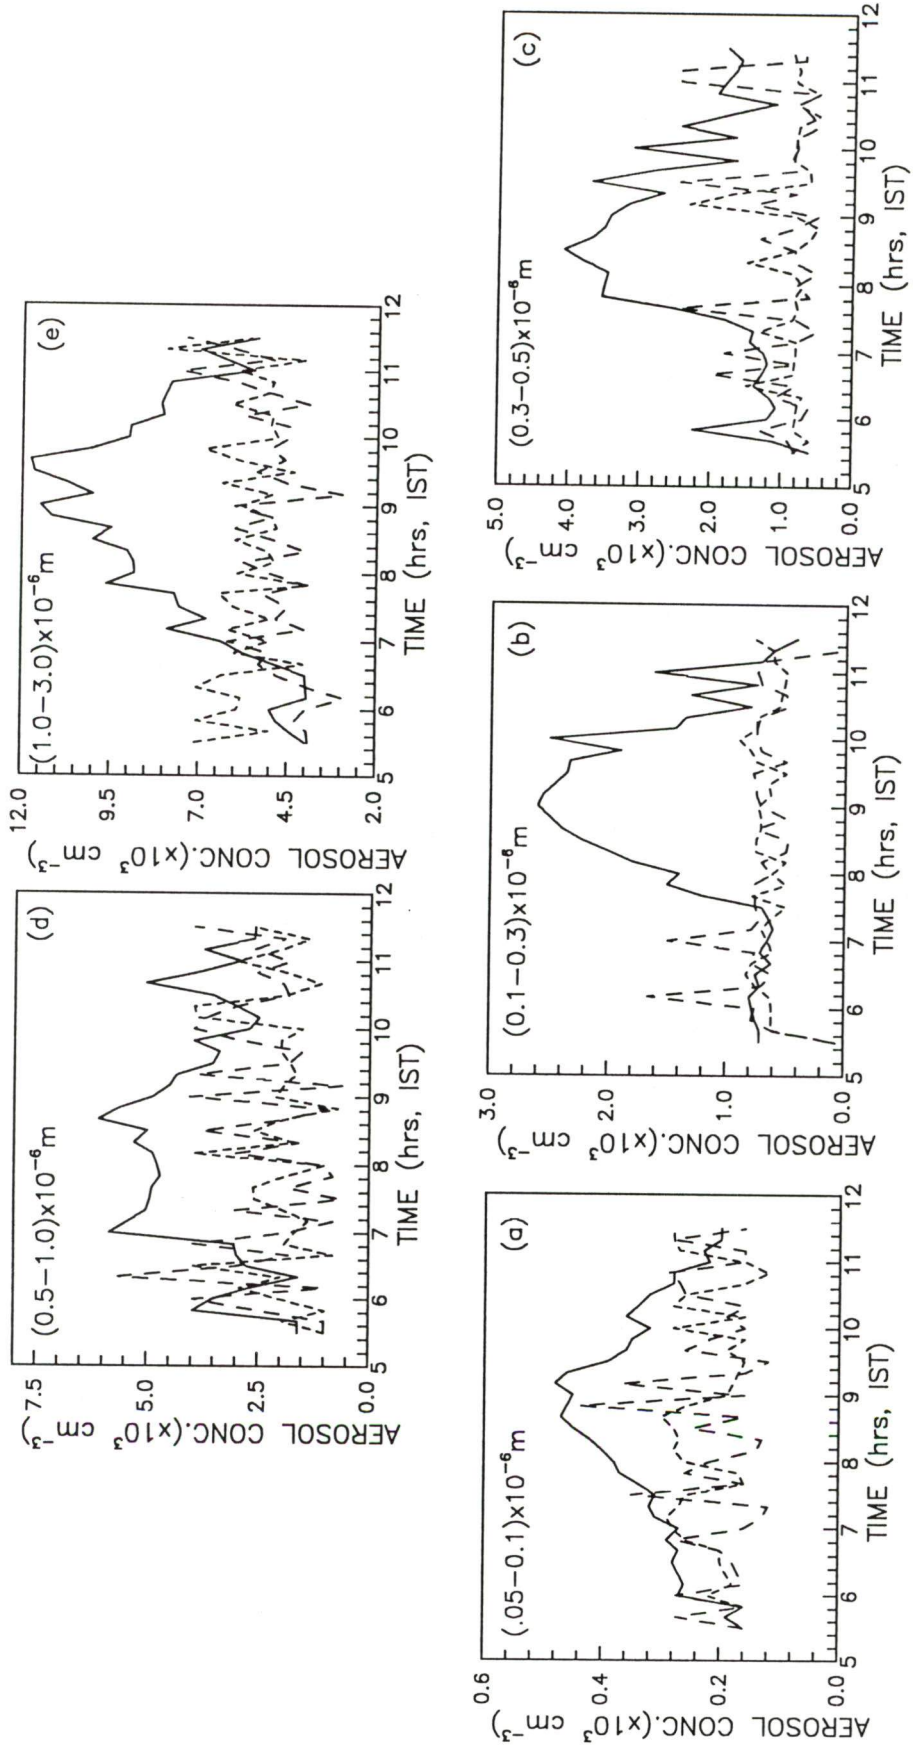 (a)
(.05−0.1)x10⁻⁶m
AEROSOL CONC.(x10³ cm⁻³)
0.6
0.4
0.2
0.0
5 6 7 8 9 10 11 12
TIME (hrs, IST)
(b)
(0.1−0.3)x10⁻⁶m
AEROSOL CONC.(x10³ cm⁻³)
3.0
2.0
1.0
0.0
5 6 7 8 9 10 11 12
TIME (hrs, IST)
(c)
(0.3−0.5)x10⁻⁶m
AEROSOL CONC.(x10³ cm⁻³)
5.0
4.0
3.0
2.0
1.0
0.0
5 6 7 8 9 10 11 12
TIME (hrs, IST)
(d)
(0.5−1.0)x10⁻⁶m
AEROSOL CONC.(x10³ cm⁻³)
7.5
5.0
2.5
0.0
5 6 7 8 9 10 11 12
TIME (hrs, IST)
(e)
(1.0−3.0)x10⁻⁶m
AEROSOL CONC.(x10³ cm⁻³)
12.0
9.5
7.0
4.5
2.0
5 6 7 8 9 10 11 12
TIME (hrs, IST)